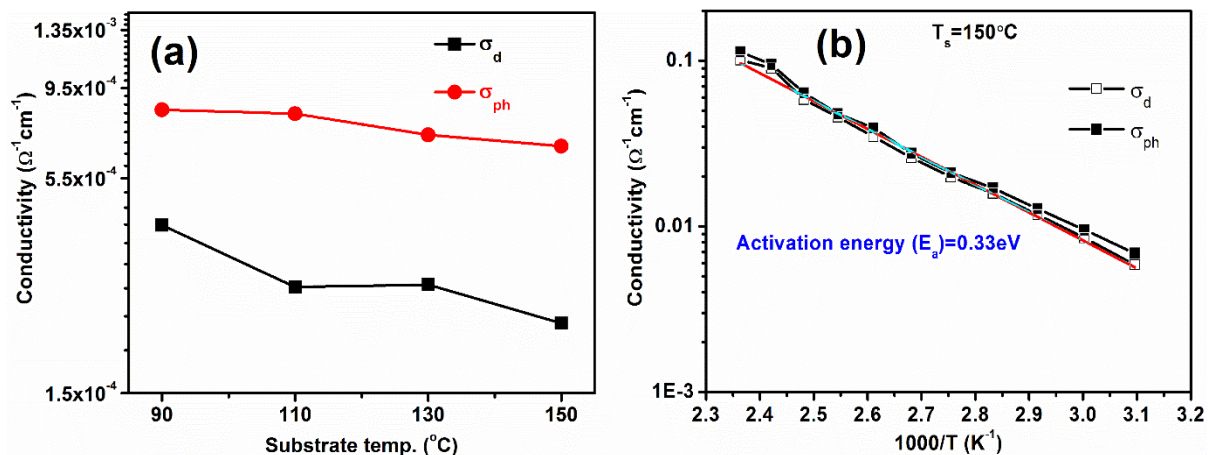 (a)
σd
σph
1.35x10⁻³
9.5x10⁻⁴
5.5x10⁻⁴
1.5x10⁻⁴
Conductivity (Ω⁻¹cm⁻¹)
90 110 130 150
Substrate temp. (°C)
(b)
Ts=150°C
σd
σph
0.1
0.01
1E-3
Conductivity (Ω⁻¹cm⁻¹)
Activation energy (Ea)=0.33eV
2.3 2.4 2.5 2.6 2.7 2.8 2.9 3.0 3.1 3.2
1000/T (K⁻¹)